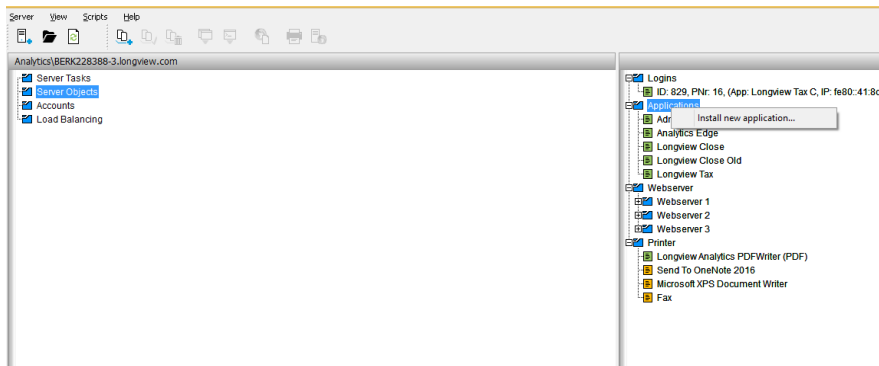 Server View Scripts Help
Analytics\BERK228388-3.longview.com
Server Tasks
Server Objects
Accounts
Load Balancing
Logins
ID: 829, PNr: 16, (App: Longview Tax C, IP: fe80::41:8c
Applications
Install new application...
Analytics Edge
Longview Close
Longview Close Old
Longview Tax
Webserver
Webserver 1
Webserver 2
Webserver 3
Printer
Longview Analytics PDFWriter (PDF)
Send To OneNote 2016
Microsoft XPS Document Writer
Fax